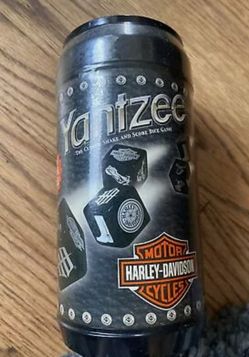 Yahtzee
THE CLASSIC SHAKE AND SCORE DICE GAME
MOTOR
HARLEY-DAVIDSON
CYCLES